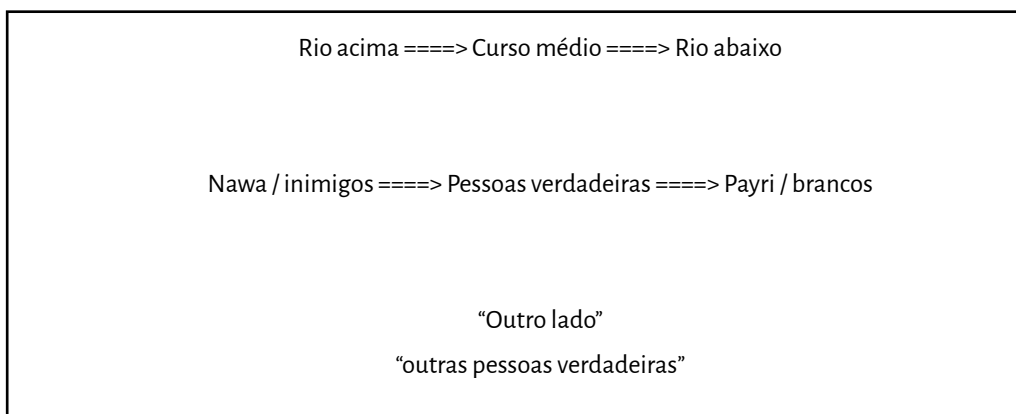 Rio acima ====> Curso médio ====> Rio abaixo
Nawa / inimigos ====> Pessoas verdadeiras ====> Payri / brancos
“Outro lado”
“outras pessoas verdadeiras”